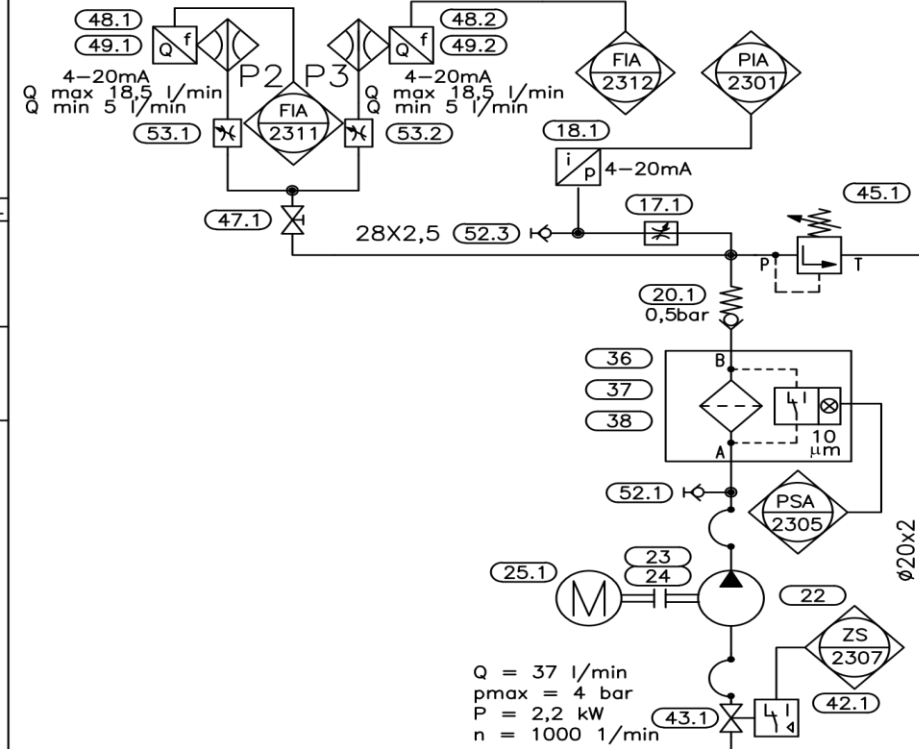 48.1
49.1
Q f
P2
P3
Q f
48.2
49.2
4-20mA
Q max 18,5 l/min
Q min 5 l/min
4-20mA
Q max 18,5 l/min
Q min 5 l/min
FIA
2311
FIA
2312
PIA
2301
53.1
53.2
18.1
i
p
4-20mA
45.1
47.1
28X2,5
52.3
17.1
P
T
20.1
0,5bar
36
37
38
B
A
10
µm
52.1
PSA
2305
ø20x2
25.1
M
23
24
22
ZS
2307
Q = 37 l/min
pmax = 4 bar
P = 2,2 kW
n = 1000 1/min
43.1
42.1